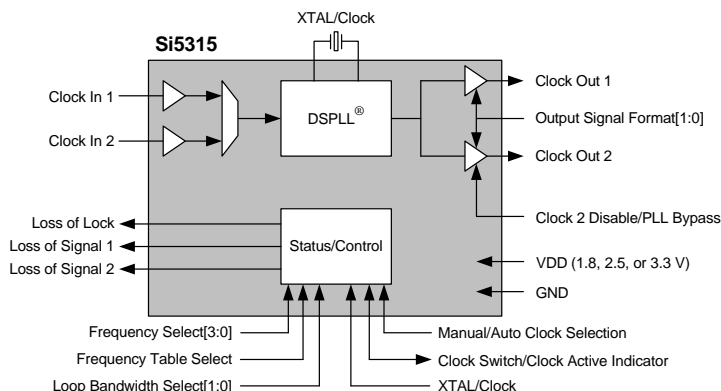 XTAL/Clock
Si5315
Clock In 1
Clock In 2
DSPLL®
Clock Out 1
Output Signal Format[1:0]
Clock Out 2
Clock 2 Disable/PLL Bypass
Loss of Lock
Loss of Signal 1
Loss of Signal 2
Status/Control
VDD (1.8, 2.5, or 3.3 V)
GND
Frequency Select[3:0]
Manual/Auto Clock Selection
Frequency Table Select
Clock Switch/Clock Active Indicator
Loop Bandwidth Select[1:0]
XTAL/Clock